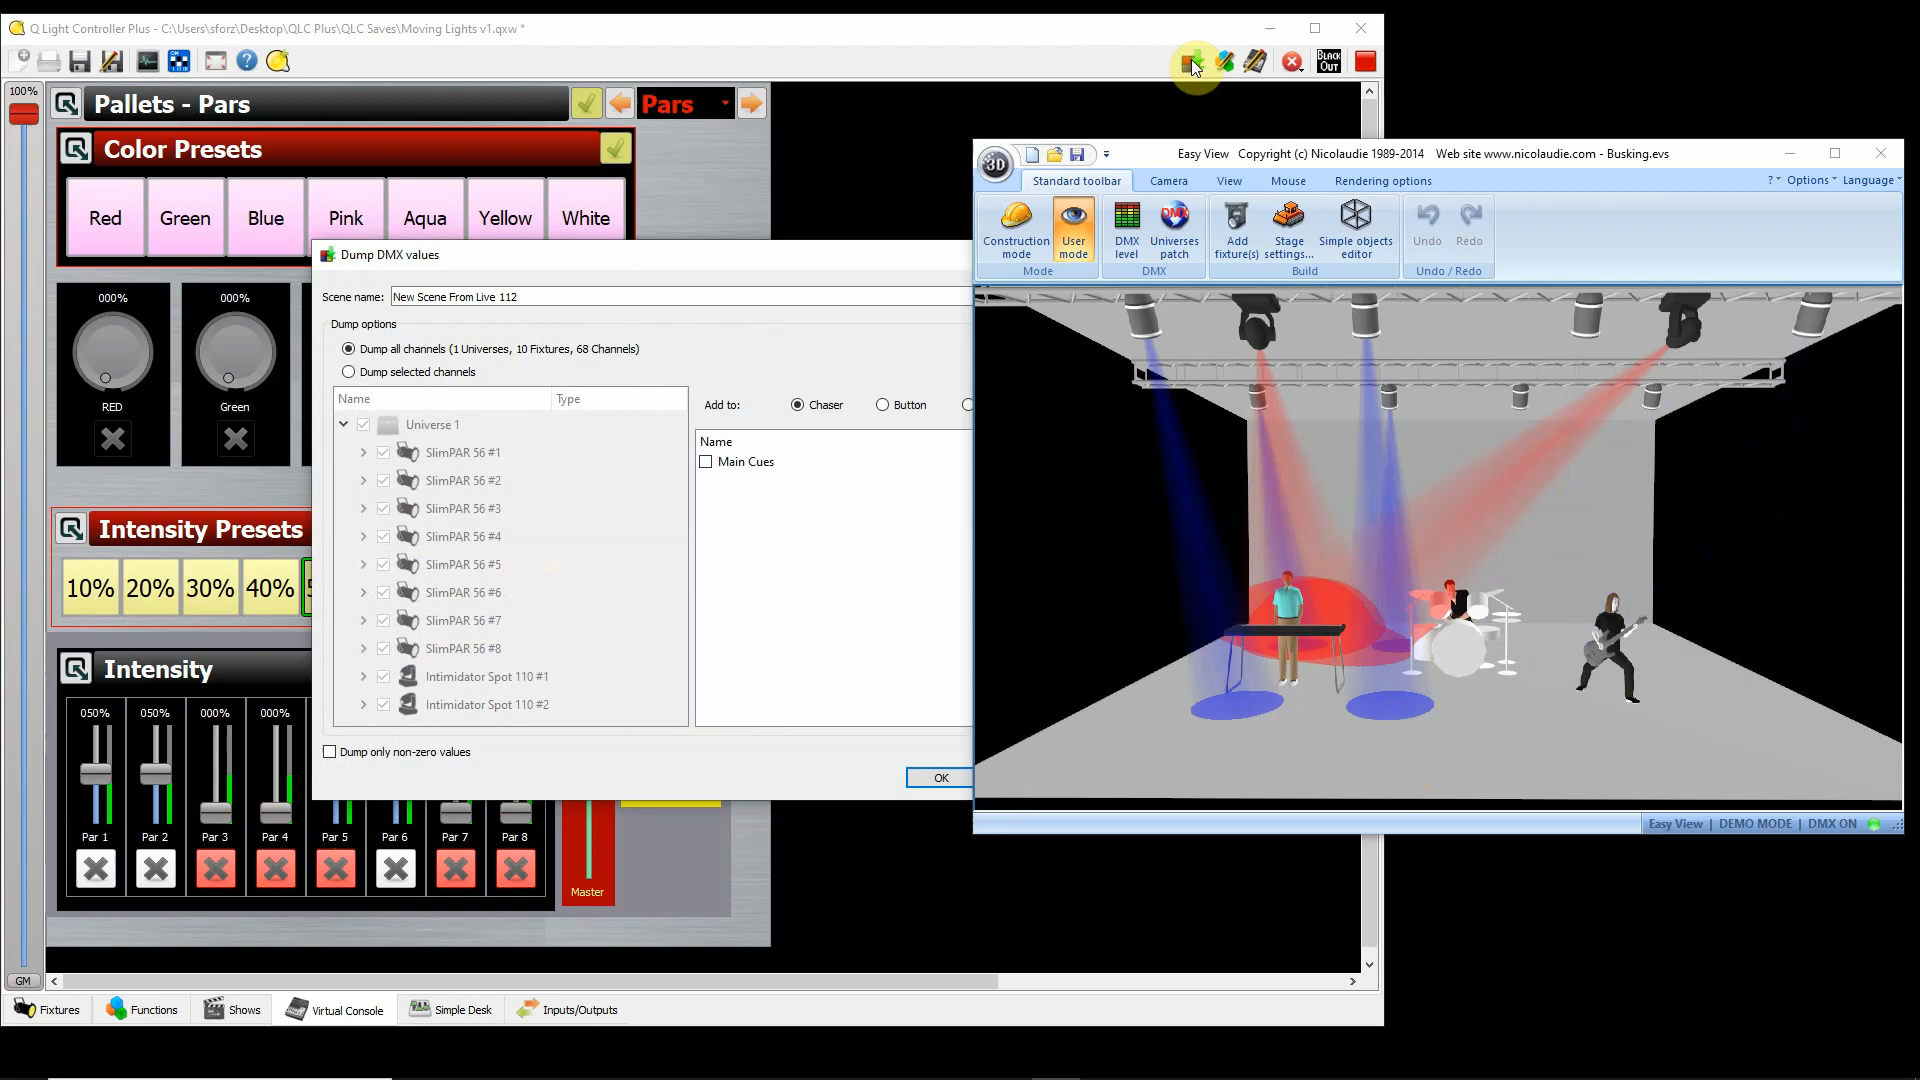 Q Light Controller Plus - C:\Users\sforz\Desktop\QLC Plus\QLC Saves\Moving Lights v1.qxw *
BLACK OUT
100%
Pallets - Pars
Pars
Color Presets
Red Green Blue Pink Aqua Yellow White
000% 000%
RED Green
Intensity Presets
10% 20% 30% 40%
Intensity
050% 050% 000% 000%
Par 1 Par 2 Par 3 Par 4 Par 5 Par 6 Par 7 Par 8
Master
GM
Fixtures Functions Shows Virtual Console Simple Desk Inputs/Outputs
Dump DMX values
Scene name: New Scene From Live 112
Dump options
Dump all channels (1 Universes, 10 Fixtures, 68 Channels)
Dump selected channels
Name Type
Universe 1
SlimPAR 56 #1
SlimPAR 56 #2
SlimPAR 56 #3
SlimPAR 56 #4
SlimPAR 56 #5
SlimPAR 56 #6
SlimPAR 56 #7
SlimPAR 56 #8
Intimidator Spot 110 #1
Intimidator Spot 110 #2
Add to: Chaser Button
Name
Main Cues
Dump only non-zero values
OK
3D
Easy View Copyright (c) Nicolaudie 1989-2014 Web site www.nicolaudie.com - Busking.evs
Standard toolbar Camera View Mouse Rendering options
? Options Language
DMX
Construction mode
User mode
DMX level
Universes patch
Add fixture(s)
Stage settings...
Simple objects editor
Undo Redo
Mode DMX Build Undo / Redo
Easy View | DEMO MODE | DMX ON